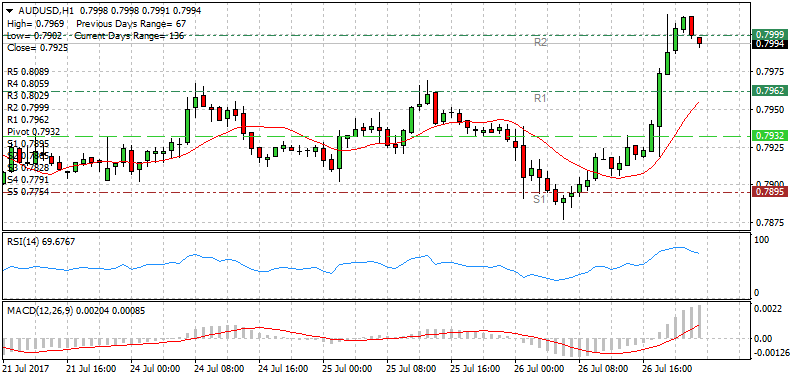 AUDUSD,H1 0.7998 0.7998 0.7991 0.7994
High= 0.7969 Previous Days Range= 67
Low= 0.7902 Current Days Range= 136
Close= 0.7925
R5 0.8089
R4 0.8059
R3 0.8029
R2 0.7999
R1 0.7962
Pivot 0.7932
S1 0.7895
S3 0.7828
S4 0.7791
S5 0.7754
R2
R1
S1
0.7999
0.7994
0.7975
0.7962
0.7950
0.7932
0.7925
0.7900
0.7895
0.7875
RSI(14) 69.6767
100
0
MACD(12,26,9) 0.00204 0.00085
0.0022
0.00
-0.00126
21 Jul 2017 21 Jul 16:00 24 Jul 00:00 24 Jul 08:00 24 Jul 16:00 25 Jul 00:00 25 Jul 08:00 25 Jul 16:00 26 Jul 00:00 26 Jul 08:00 26 Jul 16:00